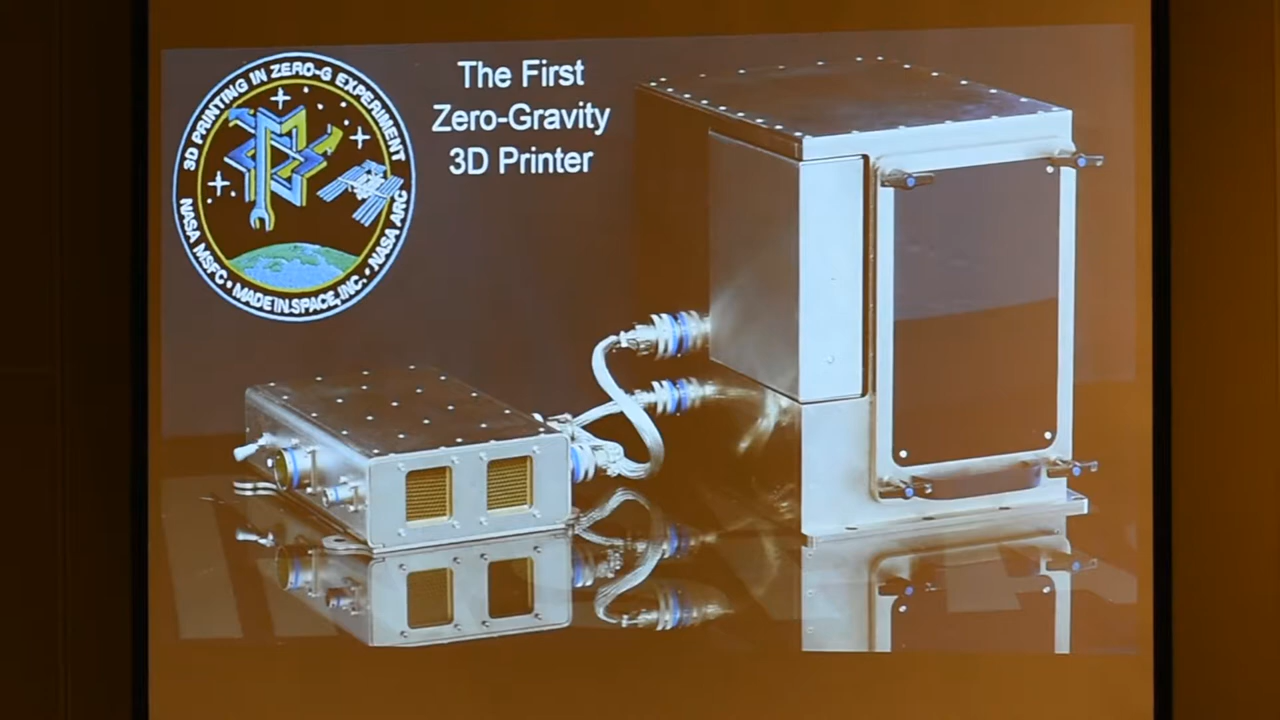 3D PRINTING IN ZERO-G EXPERIMENT
NASA MSFC • MADE IN SPACE, INC. • NASA ARC
The First
Zero-Gravity
3D Printer